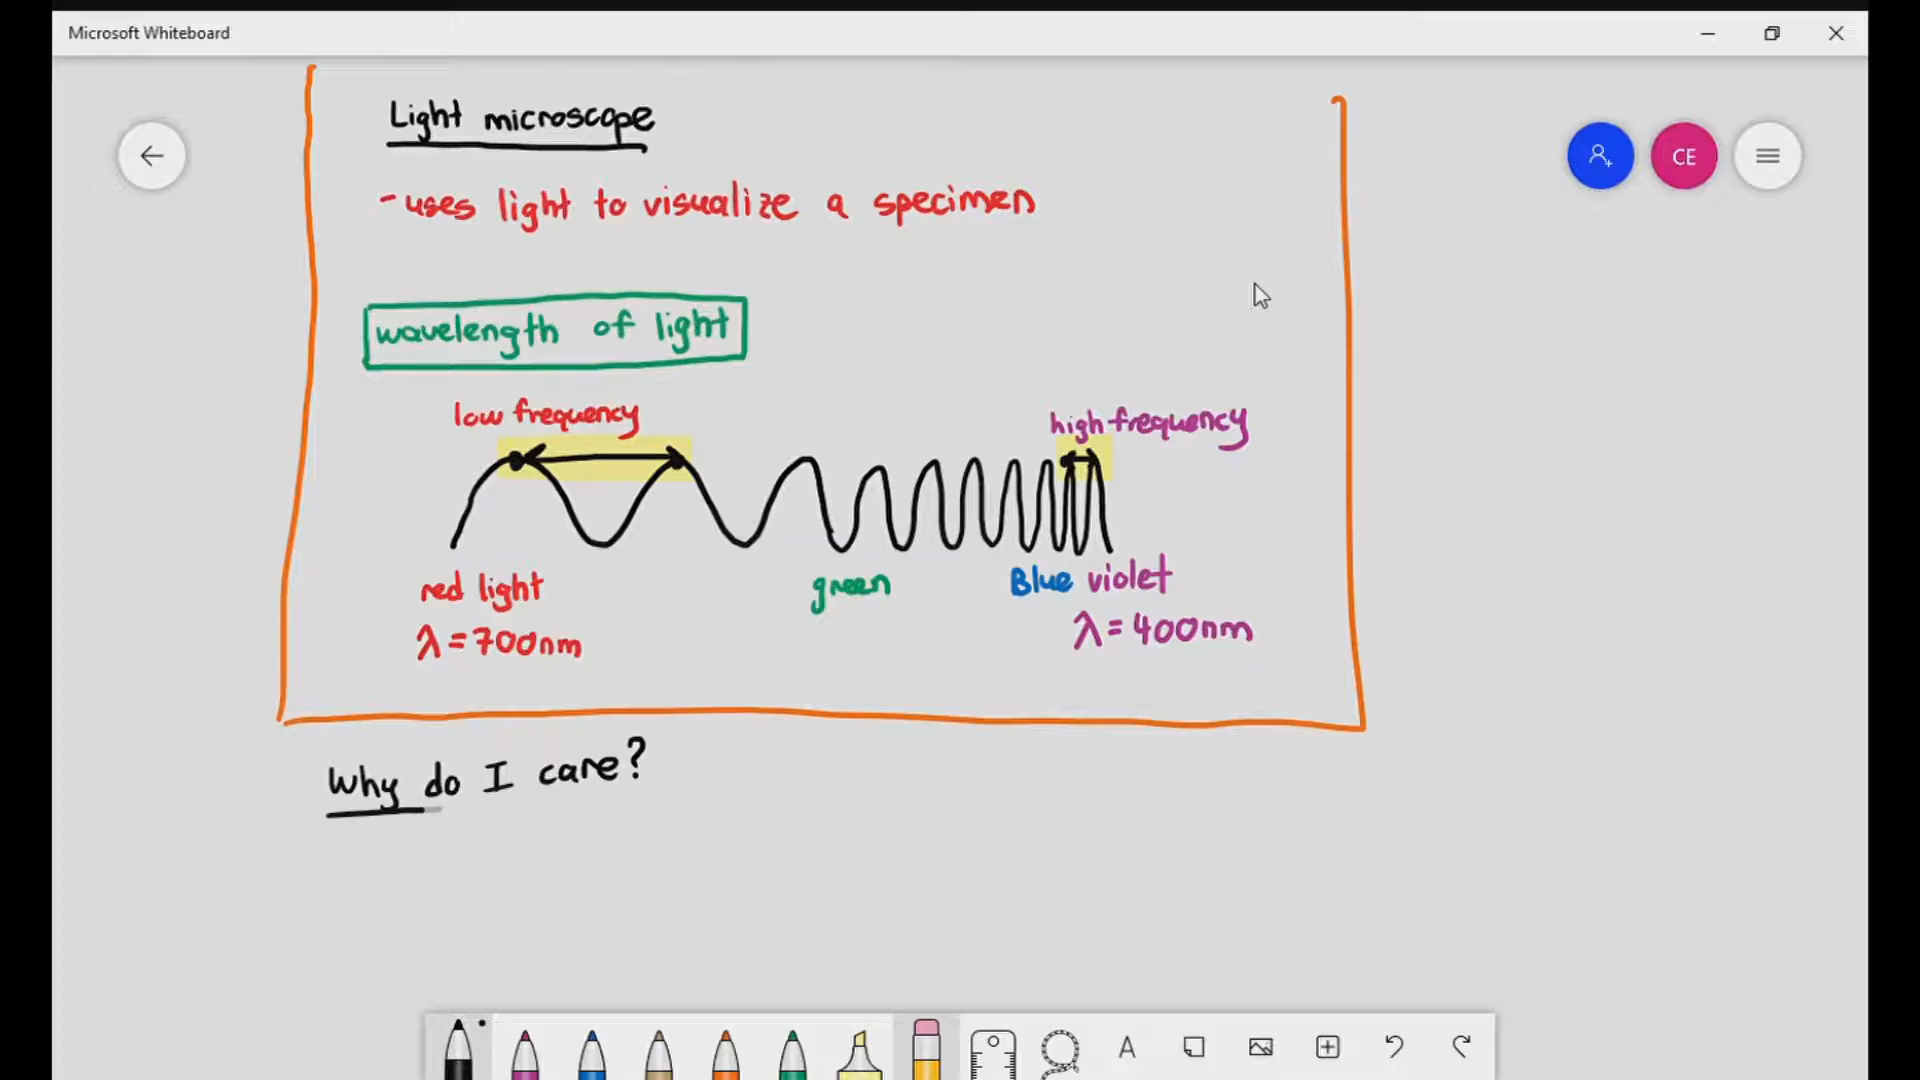 Microsoft Whiteboard
Light microscope
CE
- uses light to visualize a specimen
wavelength of light
low frequency
high frequency
red light
green
Blue violet
λ = 700nm
λ = 400nm
Why do I care?
A